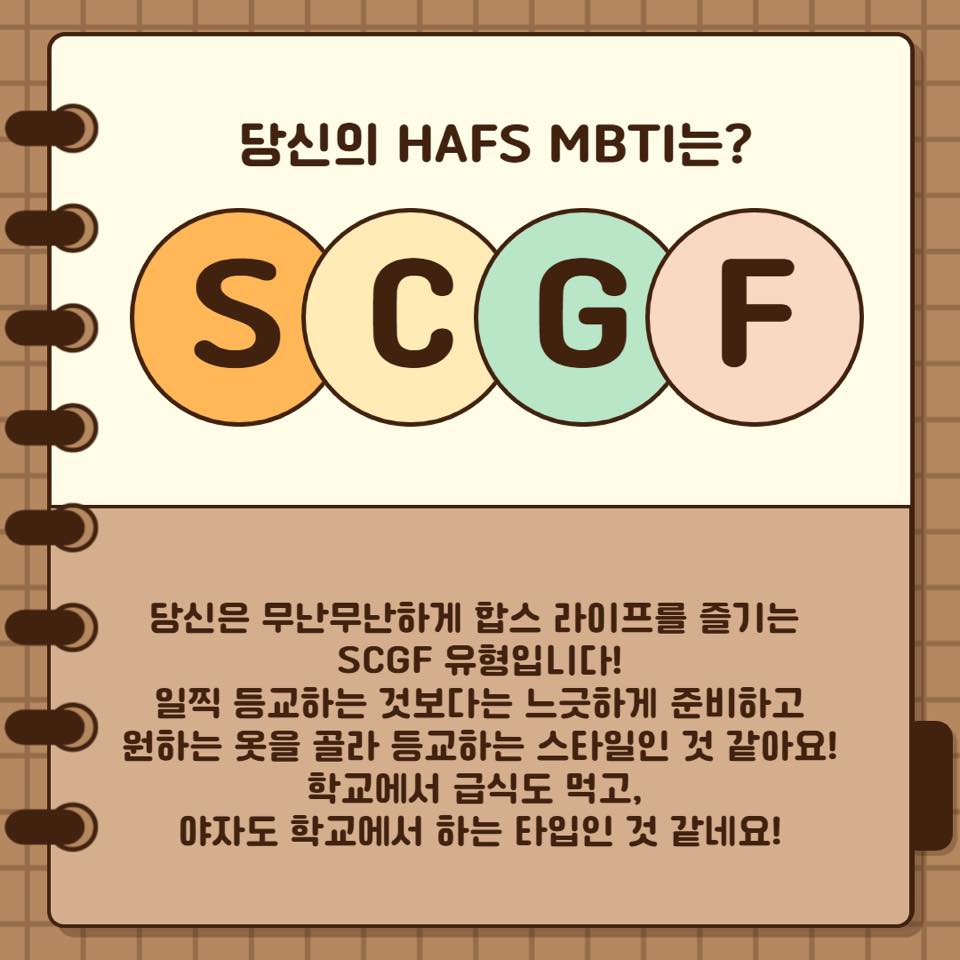 당신의 HAFS MBTI는?
S C G F
당신은 무난무난하게 합스 라이프를 즐기는
SCGF 유형입니다!
일찍 등교하는 것보다는 느긋하게 준비하고
원하는 옷을 골라 등교하는 스타일인 것 같아요!
학교에서 급식도 먹고,
야자도 학교에서 하는 타입인 것 같네요!